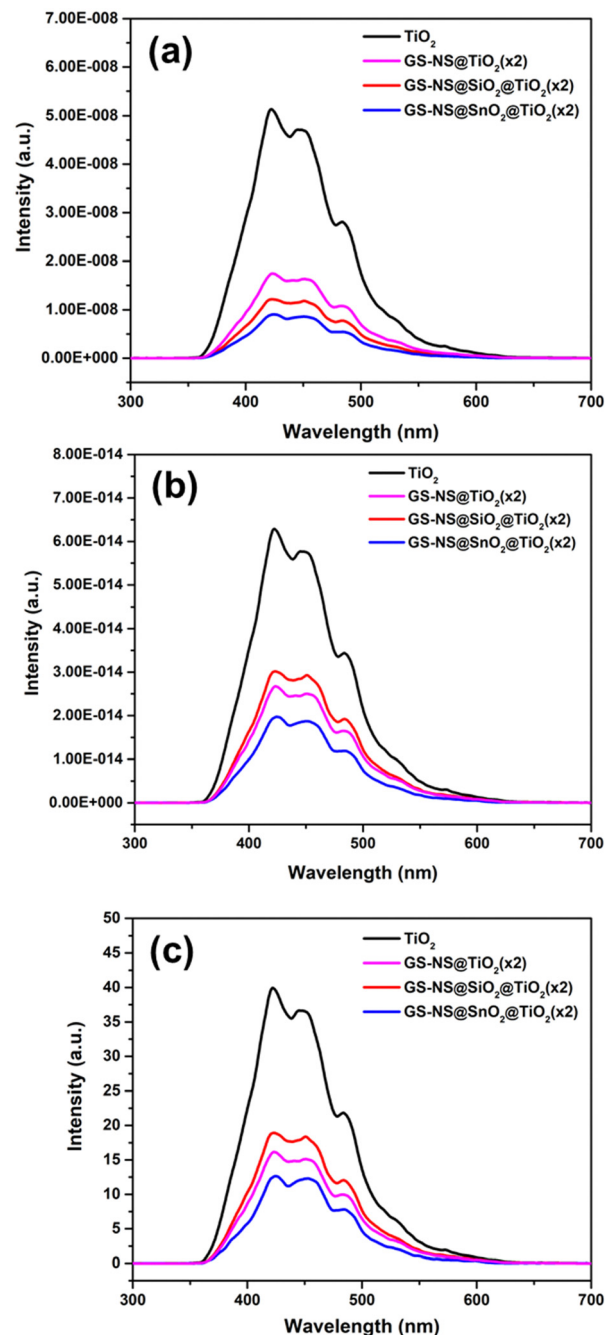 (a)
TiO₂
GS-NS@TiO₂(x2)
GS-NS@SiO₂@TiO₂(x2)
GS-NS@SnO₂@TiO₂(x2)
Intensity (a.u.)
7.00E-008
6.00E-008
5.00E-008
4.00E-008
3.00E-008
2.00E-008
1.00E-008
0.00E+000
300 400 500 600 700
Wavelength (nm)
(b)
TiO₂
GS-NS@TiO₂(x2)
GS-NS@SiO₂@TiO₂(x2)
GS-NS@SnO₂@TiO₂(x2)
Intensity (a.u.)
8.00E-014
7.00E-014
6.00E-014
5.00E-014
4.00E-014
3.00E-014
2.00E-014
1.00E-014
0.00E+000
300 400 500 600 700
Wavelength (nm)
(c)
TiO₂
GS-NS@TiO₂(x2)
GS-NS@SiO₂@TiO₂(x2)
GS-NS@SnO₂@TiO₂(x2)
Intensity (a.u.)
50
45
40
35
30
25
20
15
10
5
0
300 400 500 600 700
Wavelength (nm)